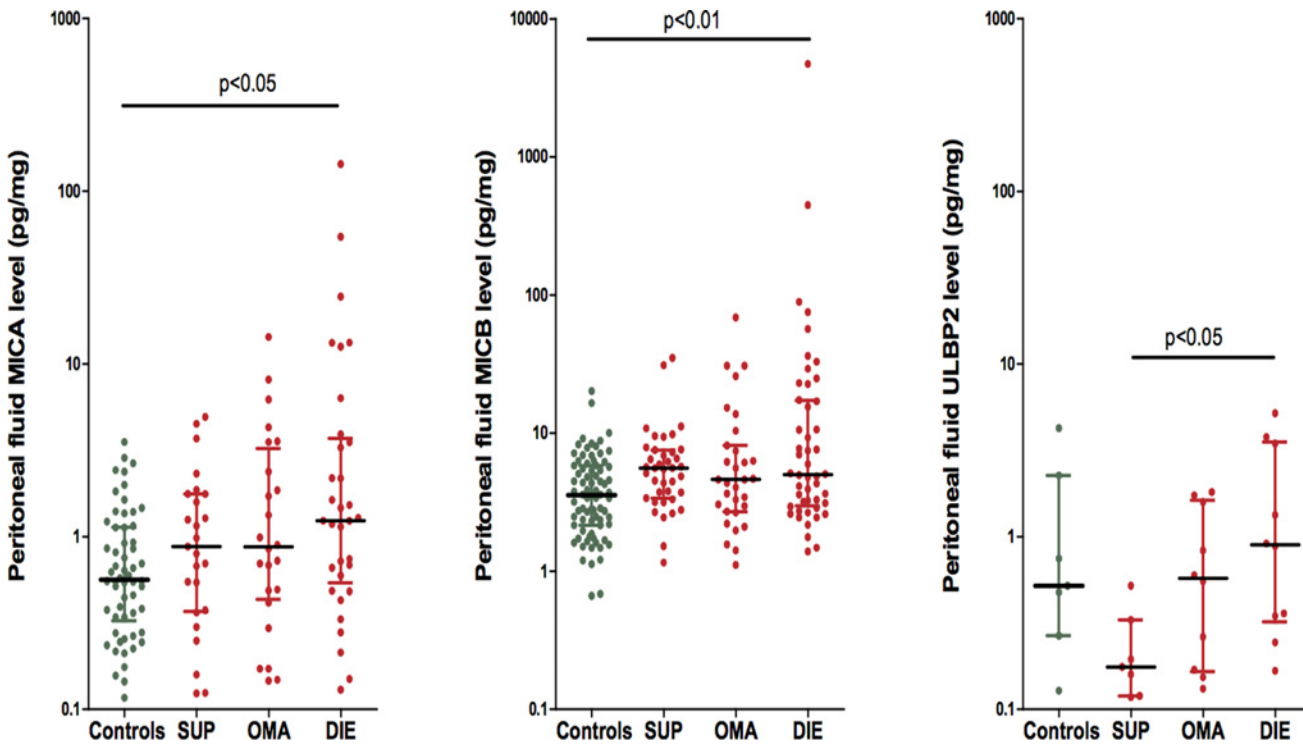 Peritoneal fluid MICA level (pg/mg)
1000
100
10
1
0.1
p<0.05
Controls SUP OMA DIE
Peritoneal fluid MICB level (pg/mg)
10000
1000
100
10
1
0.1
p<0.01
Controls SUP OMA DIE
Peritoneal fluid ULBP2 level (pg/mg)
1000
100
10
1
0.1
p<0.05
Controls SUP OMA DIE